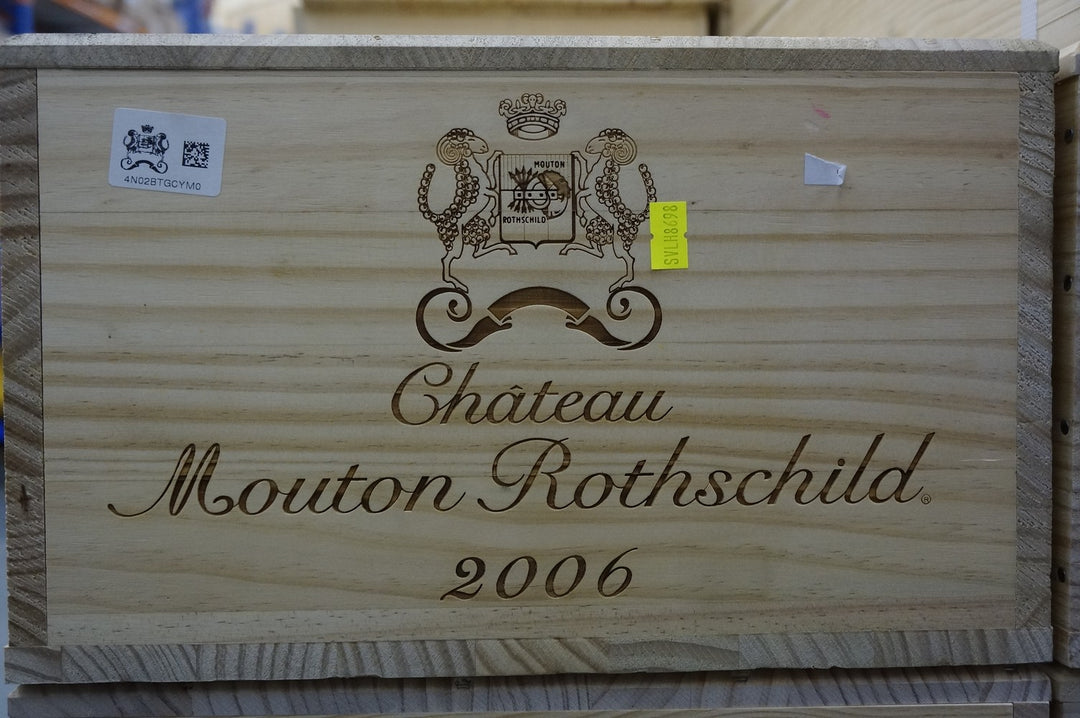 MOUTON
ROTHSCHILD
4N02BTGCYM0
SVLH8698
Château
Mouton Rothschild®
2006